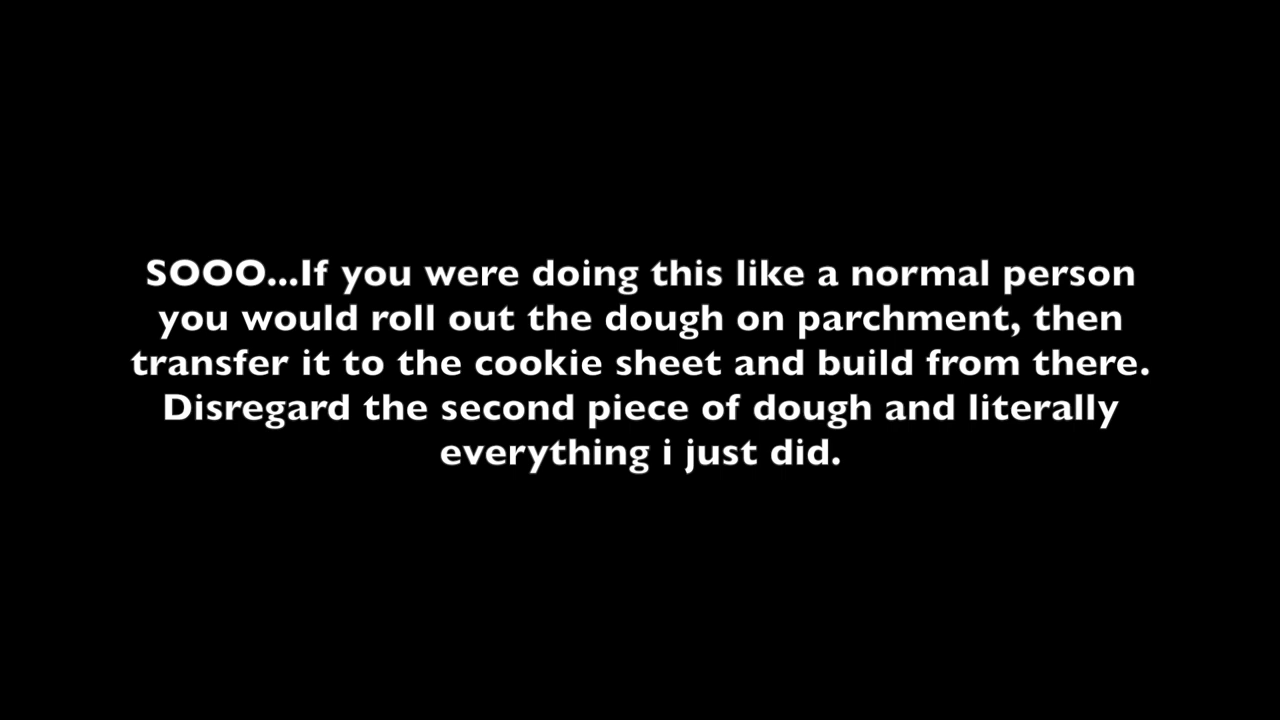 SOOO...If you were doing this like a normal person
you would roll out the dough on parchment, then
transfer it to the cookie sheet and build from there.
Disregard the second piece of dough and literally
everything i just did.